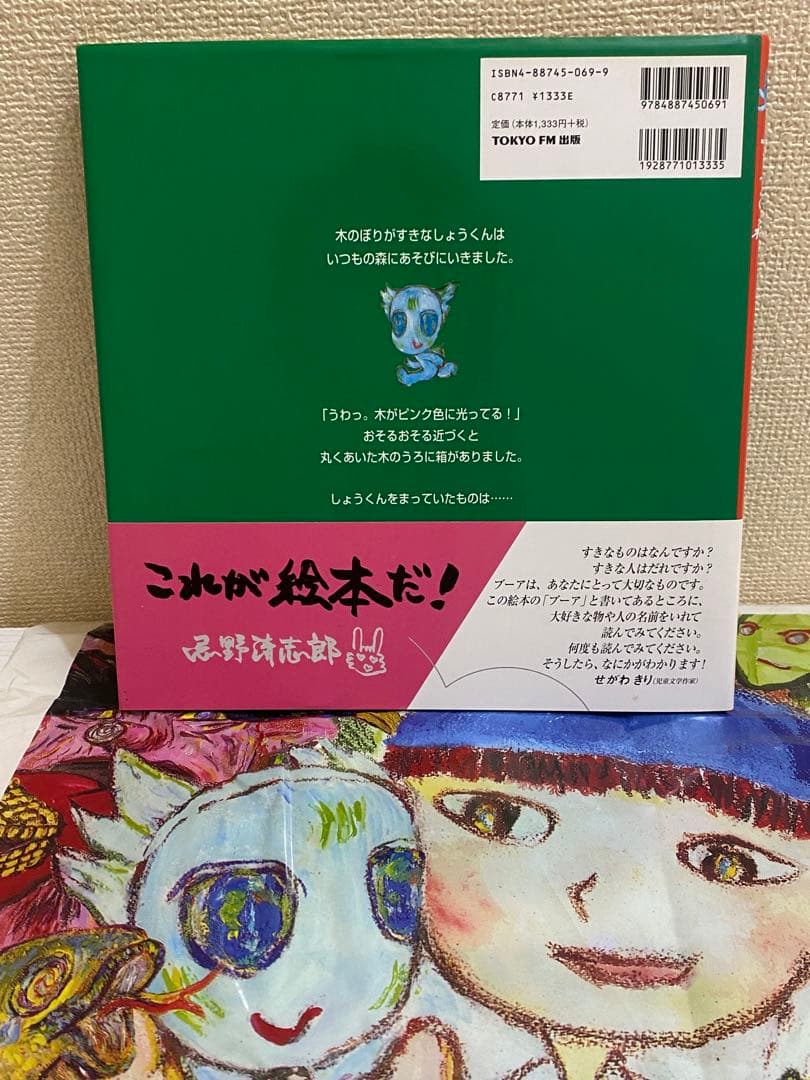 ISBN4-88745-069-9
C8771 ¥1333E
定価(本体1,333円+税)
TOKYO FM 出版
9784887450691
1928771013335
木のぼりがすきなしょうくんは
いつもの森にあそびにいきました。
「うわっ。木がピンク色に光ってる！」
おそるおそる近づくと
丸くあいた木のうろに箱がありました。
しょうくんをまっていたものは……
これが絵本だ!
忌野清志郎
すきなものはなんですか？
すきな人はだれですか？
ブーアは、あなたにとって大切なものです。
この絵本の「ブーア」と書いてあるところに、
大好きな物や人の名前をいれて
読んでみてください。
何度も読んでみてください。
そうしたら、なにかがわかります！
せがわ きり(児童文学作家)